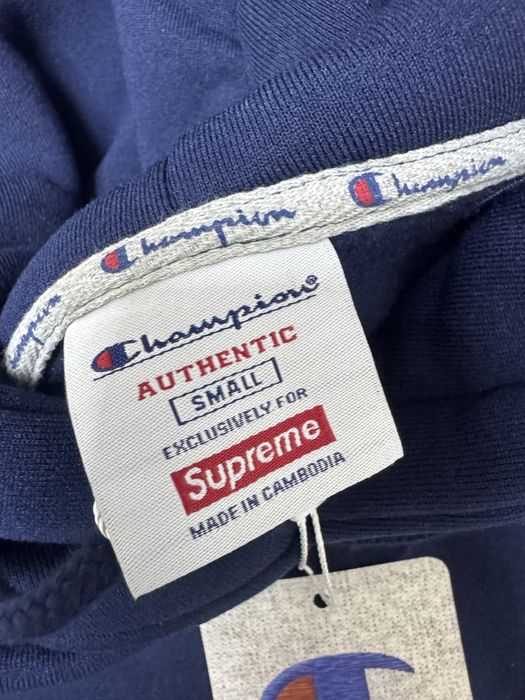 Champion
Champion
Champion®
AUTHENTIC
SMALL
EXCLUSIVELY FOR
Supreme
MADE IN CAMBODIA